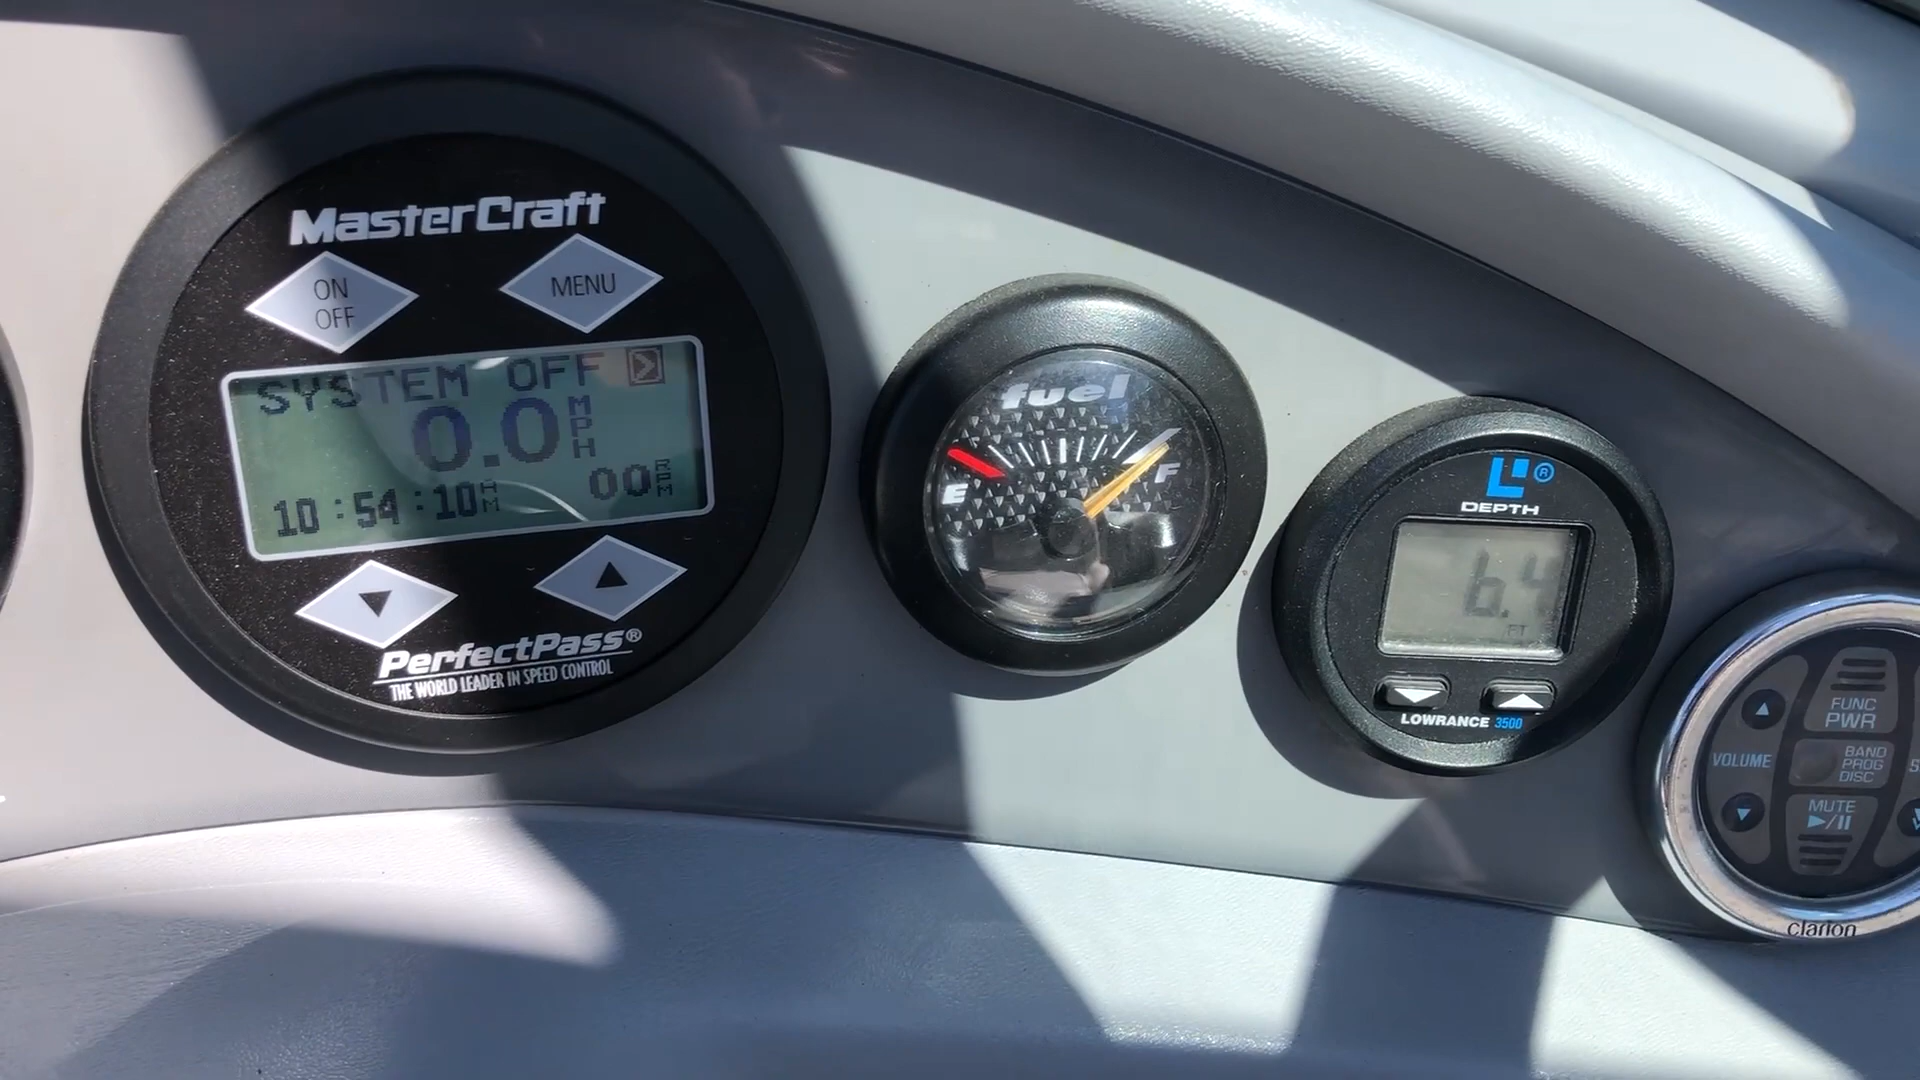 MasterCraft
ON
OFF
MENU
SYSTEM OFF
0.0 MPH
10:54:10 AM 00 RPM
PerfectPass®
THE WORLD LEADER IN SPEED CONTROL
fuel
E
F
®
DEPTH
6.4
FT
LOWRANCE 3500
FUNC
PWR
VOLUME
BAND
PROG
DISC
MUTE
clarion